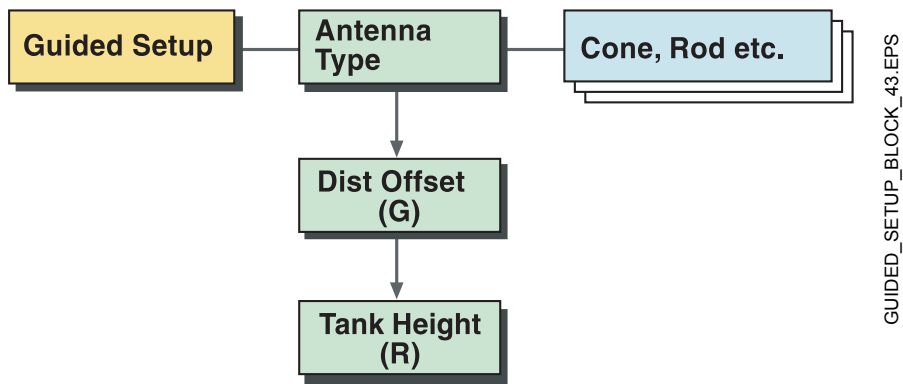 Guided Setup
Antenna
Type
Cone, Rod etc.
Dist Offset
(G)
Tank Height
(R)
GUIDED_SETUP_BLOCK_43.EPS